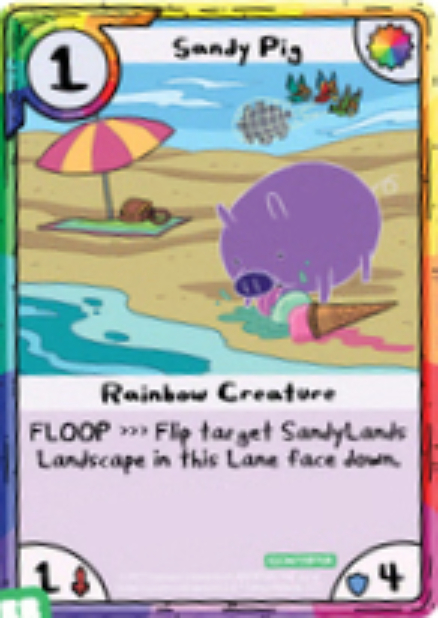 1
Sandy Pig
Rainbow Creature
FLOOP >>> Flip target SandyLands
Landscape in this Lane face down.
1
4